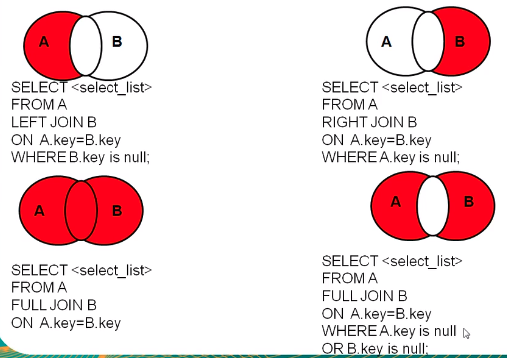 A B
SELECT <select_list>
FROM A
LEFT JOIN B
ON A.key=B.key
WHERE B.key is null;
A B
SELECT <select_list>
FROM A
RIGHT JOIN B
ON A.key=B.key
WHERE A.key is null;
A B
SELECT <select_list>
FROM A
FULL JOIN B
ON A.key=B.key
A B
SELECT <select_list>
FROM A
FULL JOIN B
ON A.key=B.key
WHERE A.key is null
OR B.key is null;